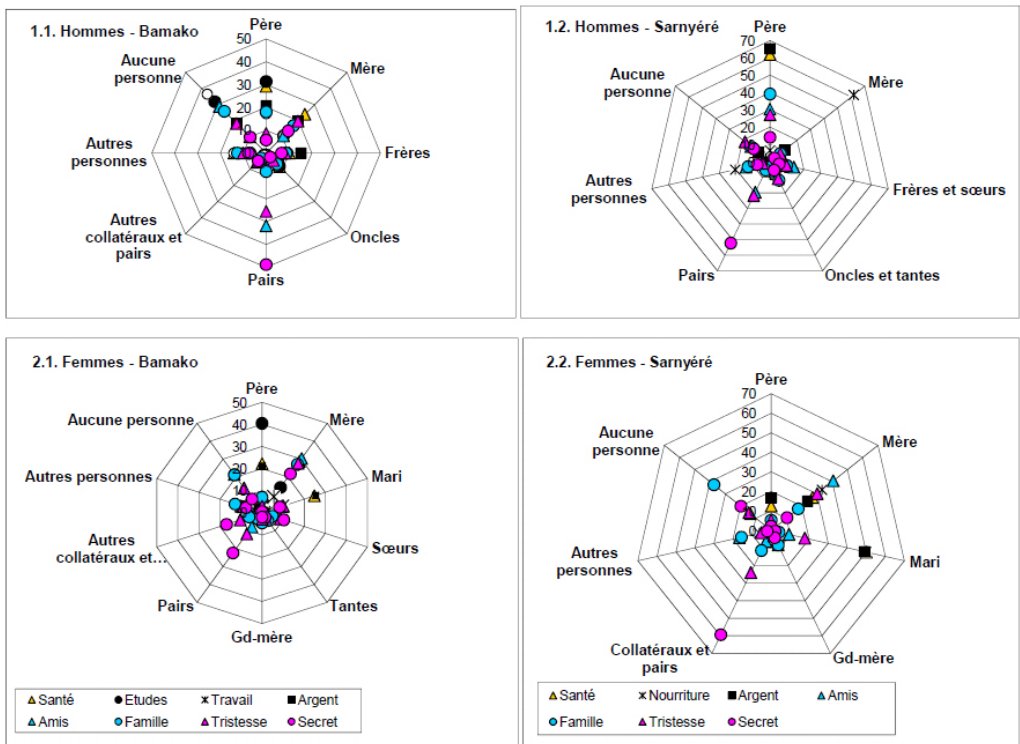 1.1. Hommes - Bamako
Père
50
40
30
20
10
Mère
Frères
Oncles
Pairs
Autres
collatéraux et
pairs
Autres
personnes
Aucune
personne
1.2. Hommes - Sarnyéré
Père
70
60
50
40
30
20
Mère
Frères et sœurs
Oncles et tantes
Pairs
Autres
personnes
Aucune
personne
2.1. Femmes - Bamako
Père
50
40
30
20
10
Mère
Mari
Sœurs
Tantes
Gd-mère
Pairs
Autres
collatéraux et...
Autres personnes
Aucune personne
Santé Etudes Travail Argent
Amis Famille Tristesse Secret
2.2. Femmes - Sarnyéré
Père
70
60
50
40
30
20
Mère
Mari
Gd-mère
Collatéraux et
pairs
Autres
personnes
Aucune
personne
Santé Nourriture Argent Amis
Famille Tristesse Secret